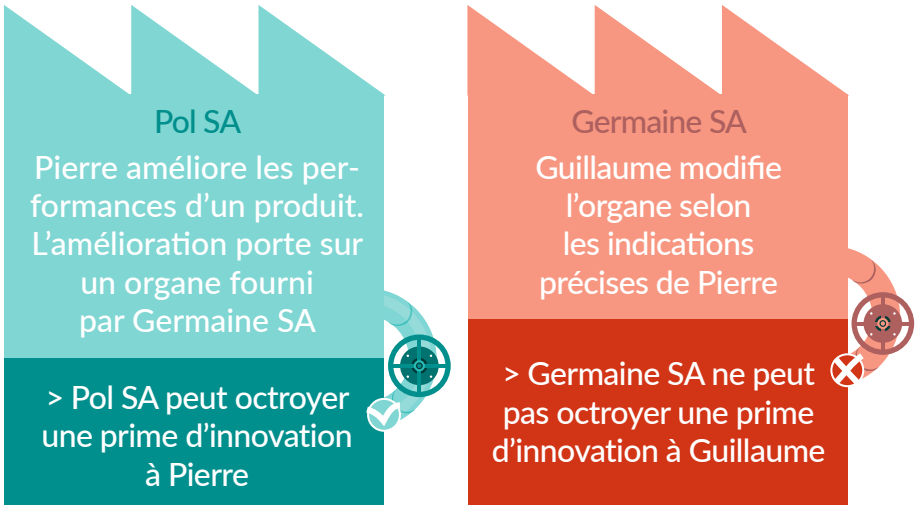 Pol SA
Pierre améliore les per-
formances d’un produit.
L’amélioration porte sur
un organe fourni
par Germaine SA
> Pol SA peut octroyer
une prime d’innovation
à Pierre
Germaine SA
Guillaume modifie
l’organe selon
les indications
précises de Pierre
> Germaine SA ne peut
pas octroyer une prime
d’innovation à Guillaume